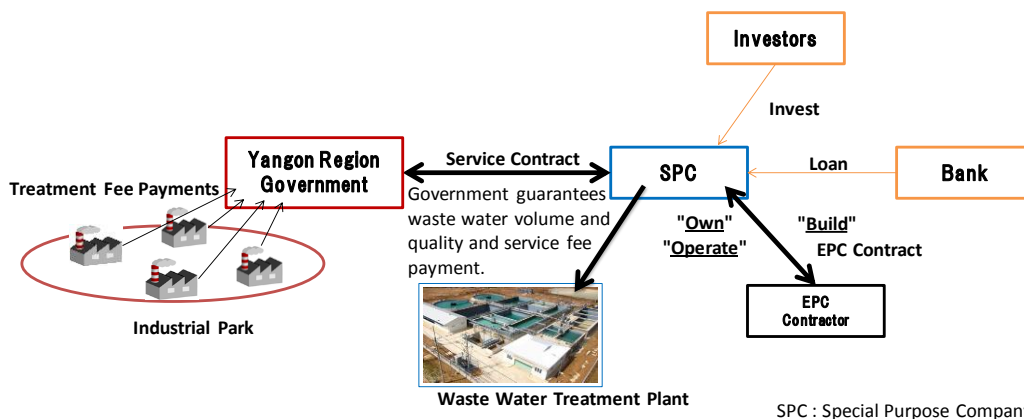 Investors
Invest
Yangon Region
Government
Service Contract
SPC
Loan
Bank
Treatment Fee Payments
Government guarantees
waste water volume and
quality and service fee
payment.
"Own"
"Operate"
"Build"
EPC Contract
EPC
Contractor
Industrial Park
Waste Water Treatment Plant
SPC : Special Purpose Compan